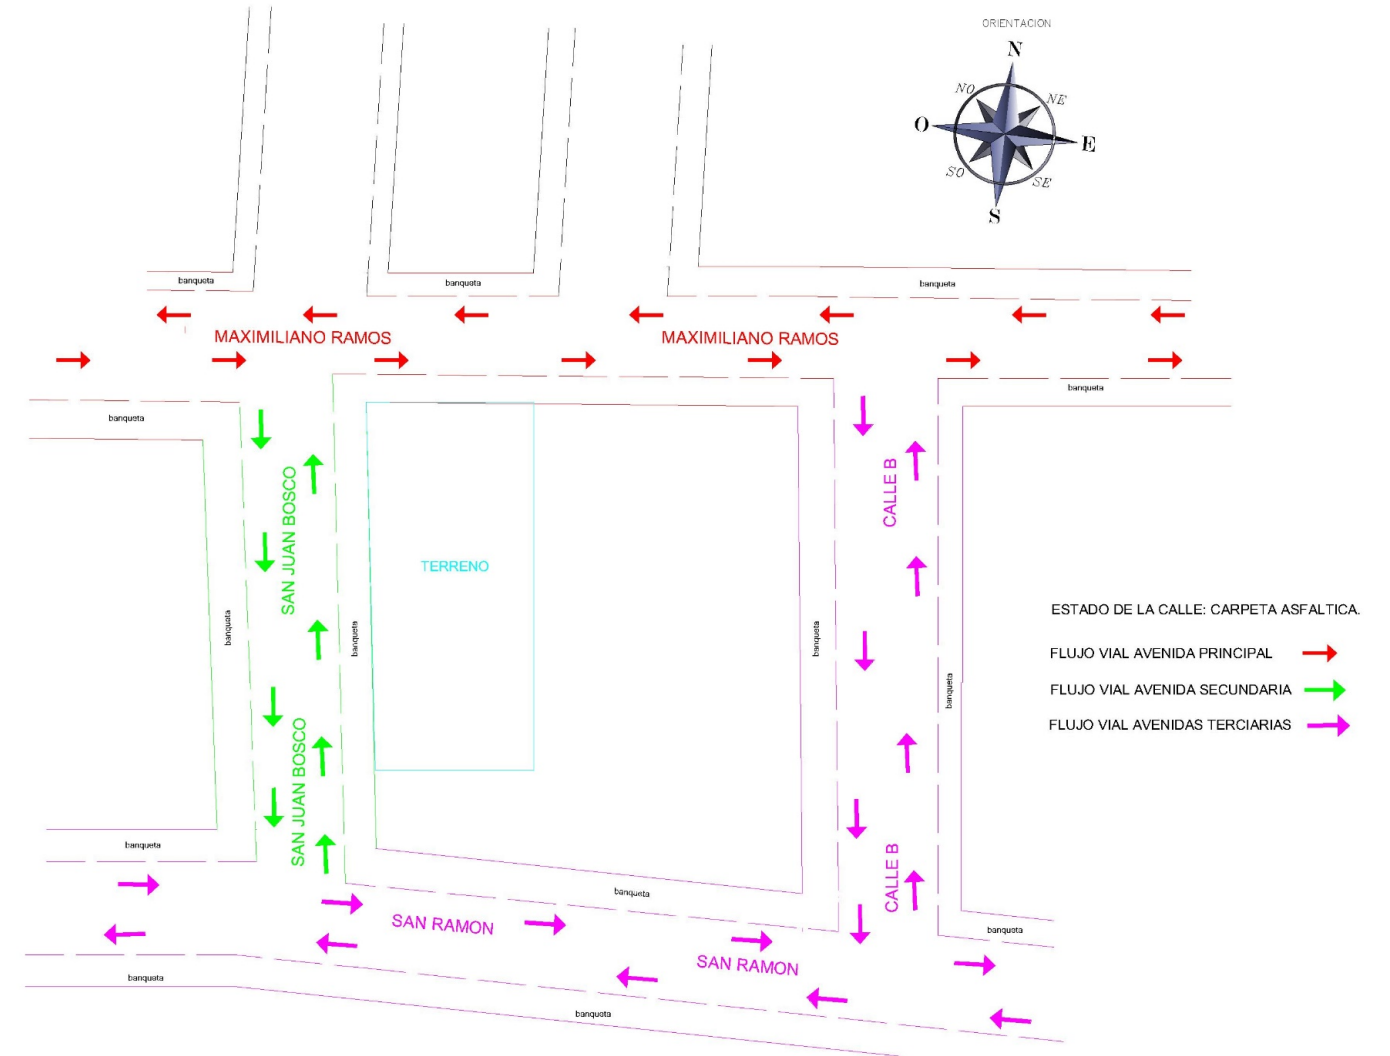 ORIENTACION
N
NO
NE
O
E
SO
SE
S
banqueta
banqueta
banqueta
MAXIMILIANO RAMOS
MAXIMILIANO RAMOS
banqueta
banqueta
SAN JUAN BOSCO
CALLE B
TERRENO
banqueta
banqueta
banqueta
banqueta
ESTADO DE LA CALLE: CARPETA ASFALTICA.
FLUJO VIAL AVENIDA PRINCIPAL
FLUJO VIAL AVENIDA SECUNDARIA
FLUJO VIAL AVENIDAS TERCIARIAS
SAN JUAN BOSCO
banqueta
CALLE B
banqueta
SAN RAMON
banqueta
SAN RAMON
banqueta
banqueta